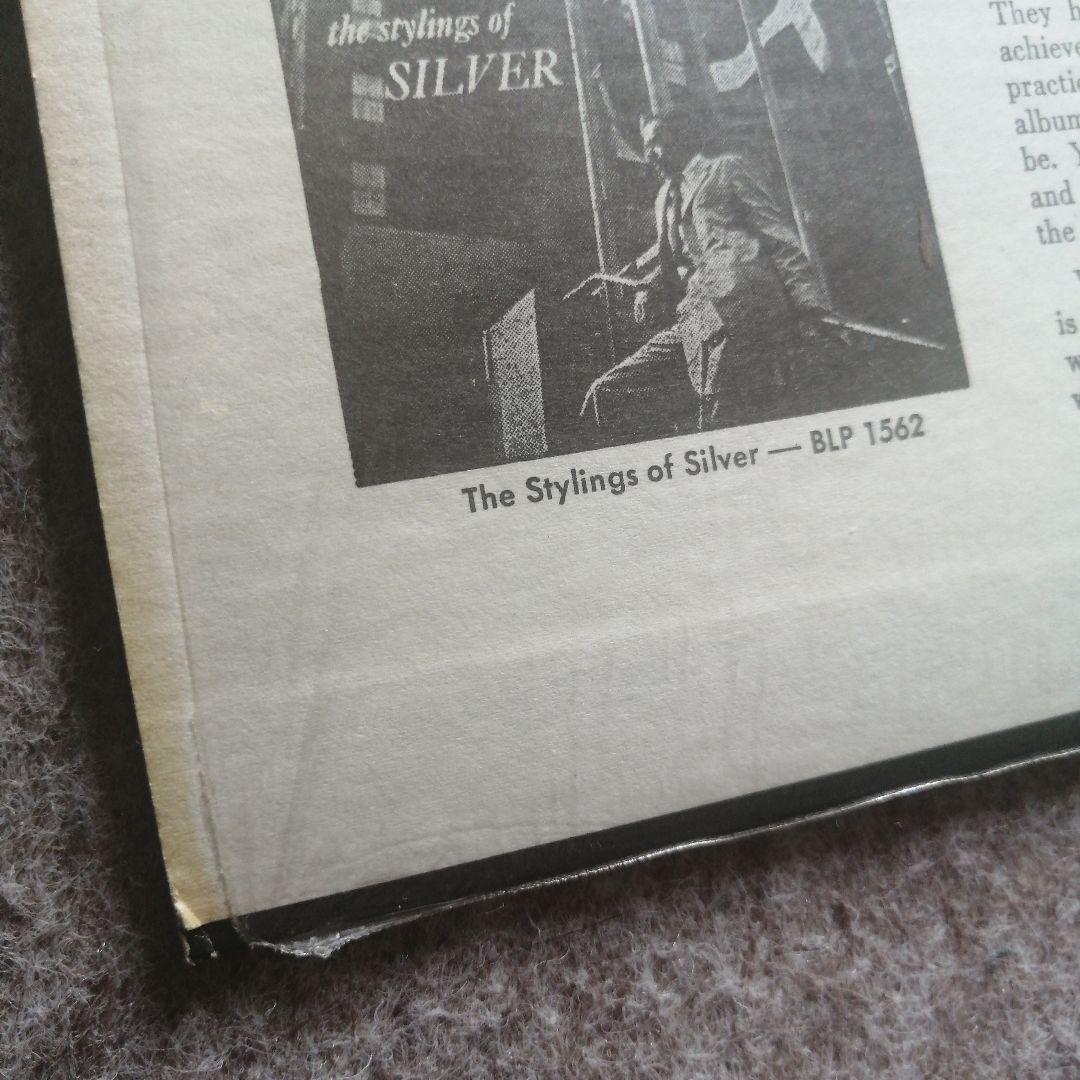 the stylings of
SILVER
The Stylings of Silver — BLP 1562
They
achieve
practic
album
be.
and
the
is